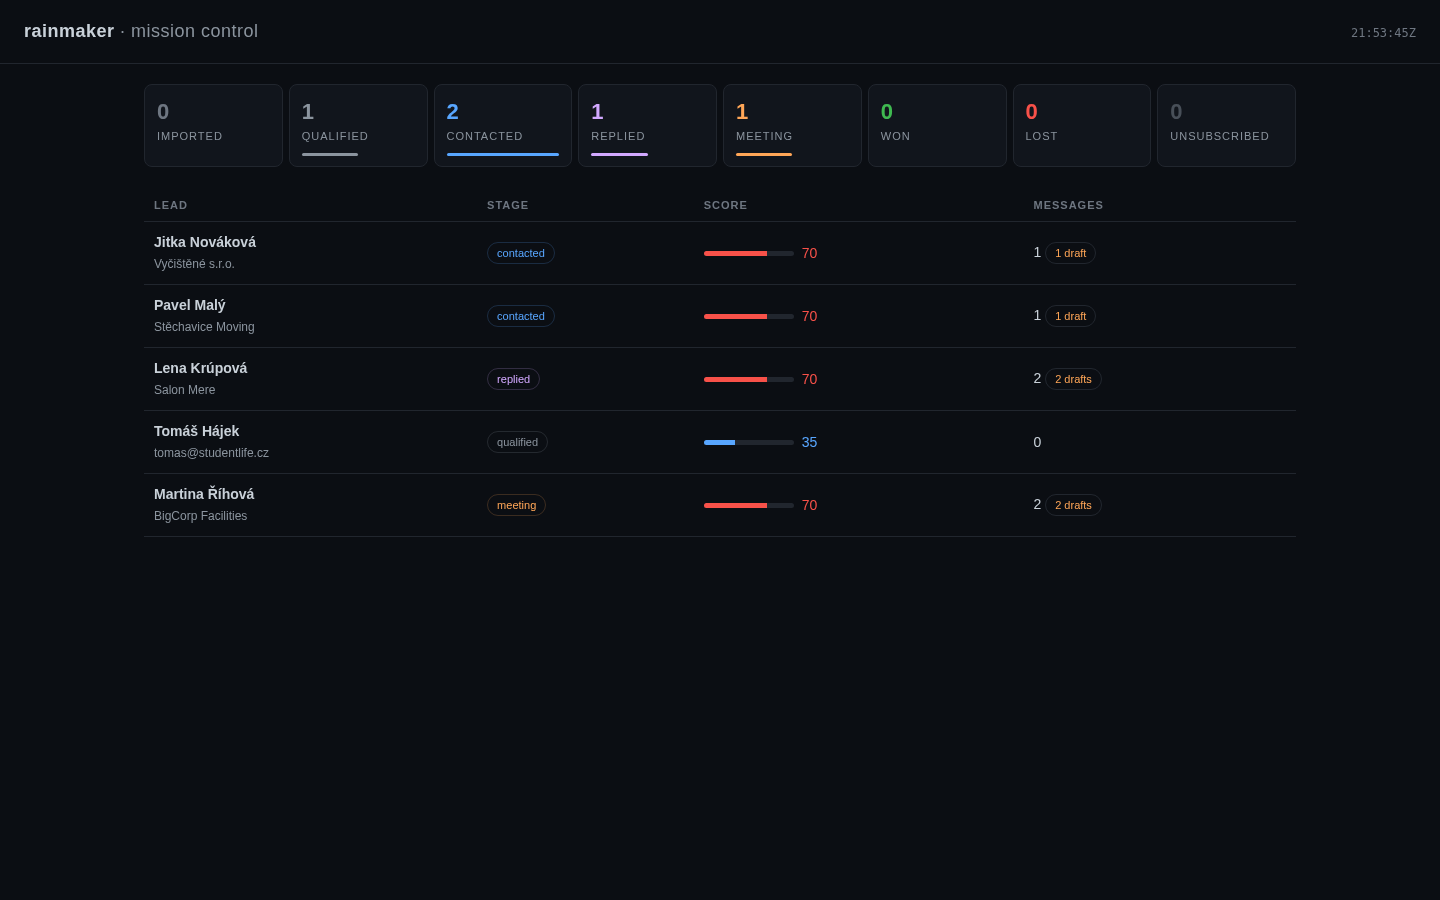 rainmaker · mission control
21:53:45Z
0
IMPORTED
1
QUALIFIED
2
CONTACTED
1
REPLIED
1
MEETING
0
WON
0
LOST
0
UNSUBSCRIBED
LEAD STAGE SCORE MESSAGES
Jitka Nováková
Vyčištěné s.r.o.
contacted
70
1 1 draft
Pavel Malý
Stěchavice Moving
contacted
70
1 1 draft
Lena Krúpová
Salon Mere
replied
70
2 2 drafts
Tomáš Hájek
tomas@studentlife.cz
qualified
35
0
Martina Říhová
BigCorp Facilities
meeting
70
2 2 drafts